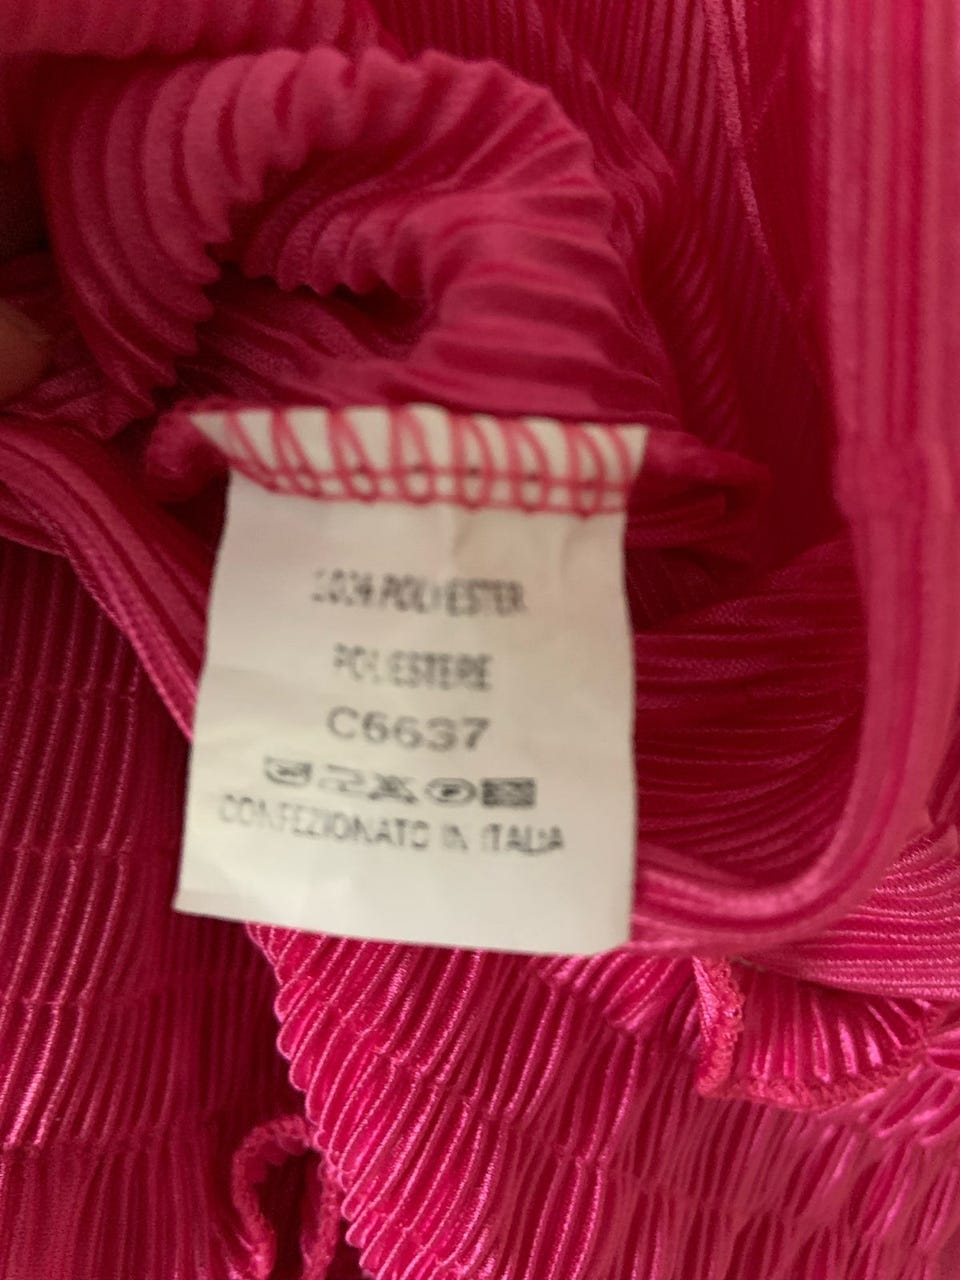 100% POLYESTER
POLIESTERE
C6637
CONFEZIONATO IN ITALIA